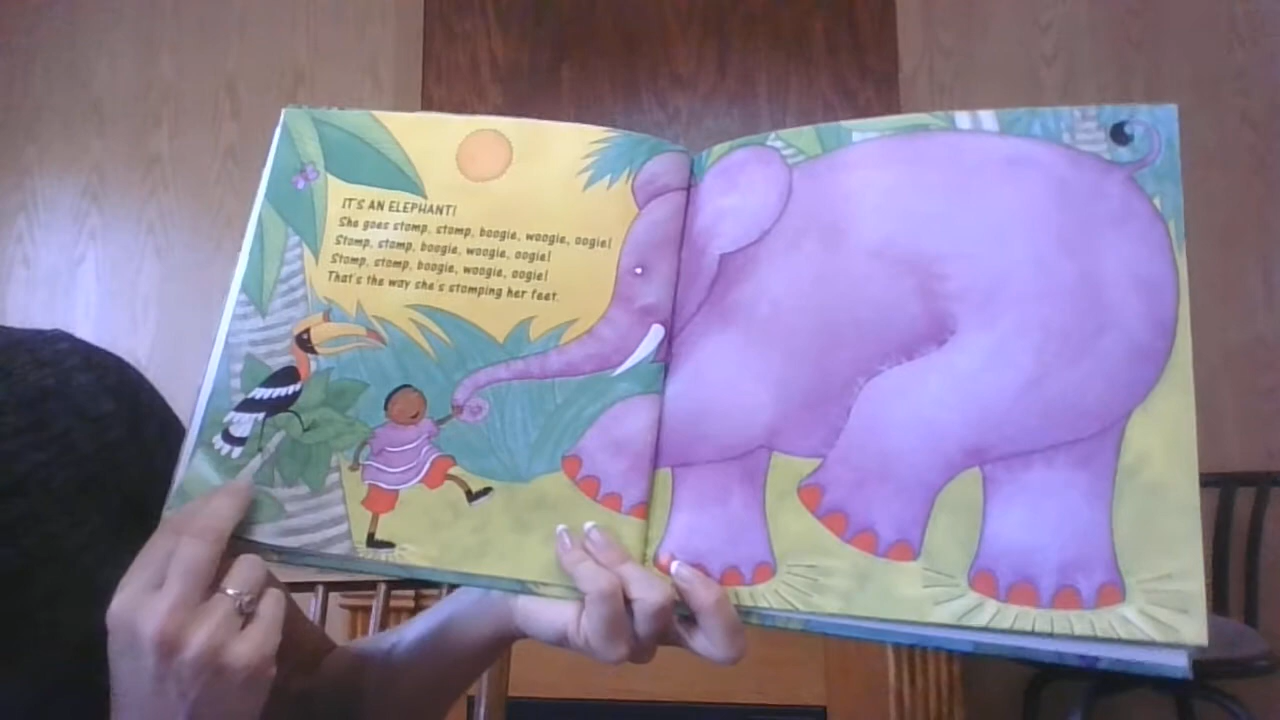 IT'S AN ELEPHANT!
She goes stomp, stomp, boogie, woogie, oogie!
Stomp, stomp, boogie, woogie, oogie!
Stomp, stomp, boogie, woogie, oogie!
That's the way she's stomping her feet.